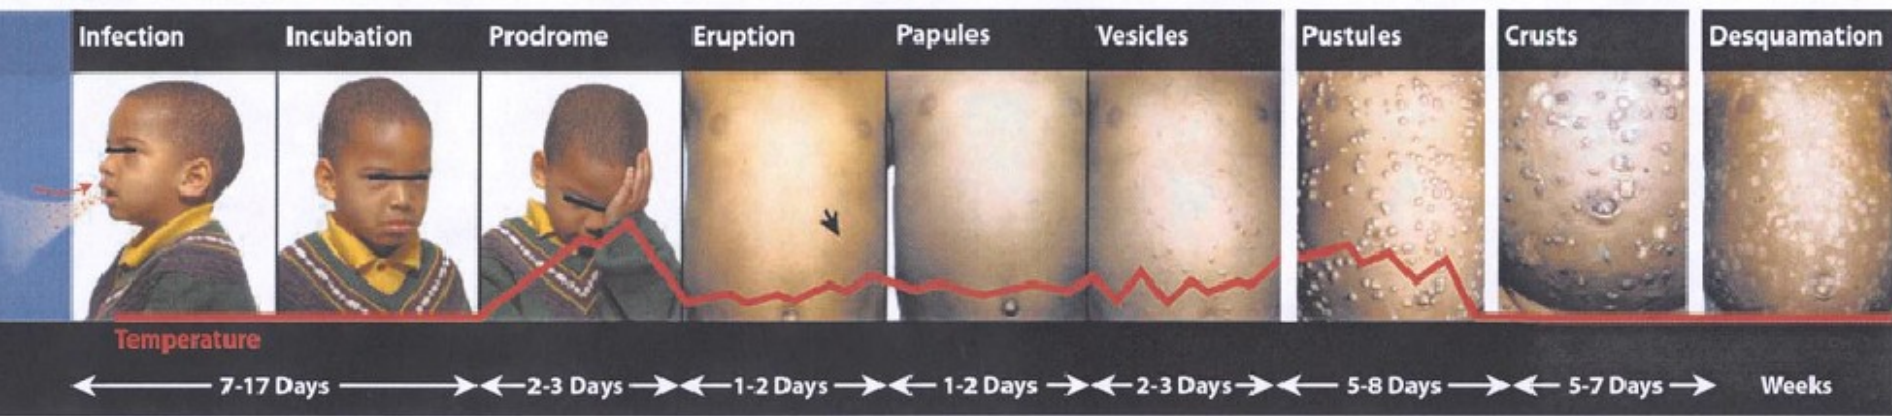 Infection Incubation Prodrome Eruption Papules Vesicles Pustules Crusts Desquamation
Temperature
7-17 Days 2-3 Days 1-2 Days 1-2 Days 2-3 Days 5-8 Days 5-7 Days Weeks